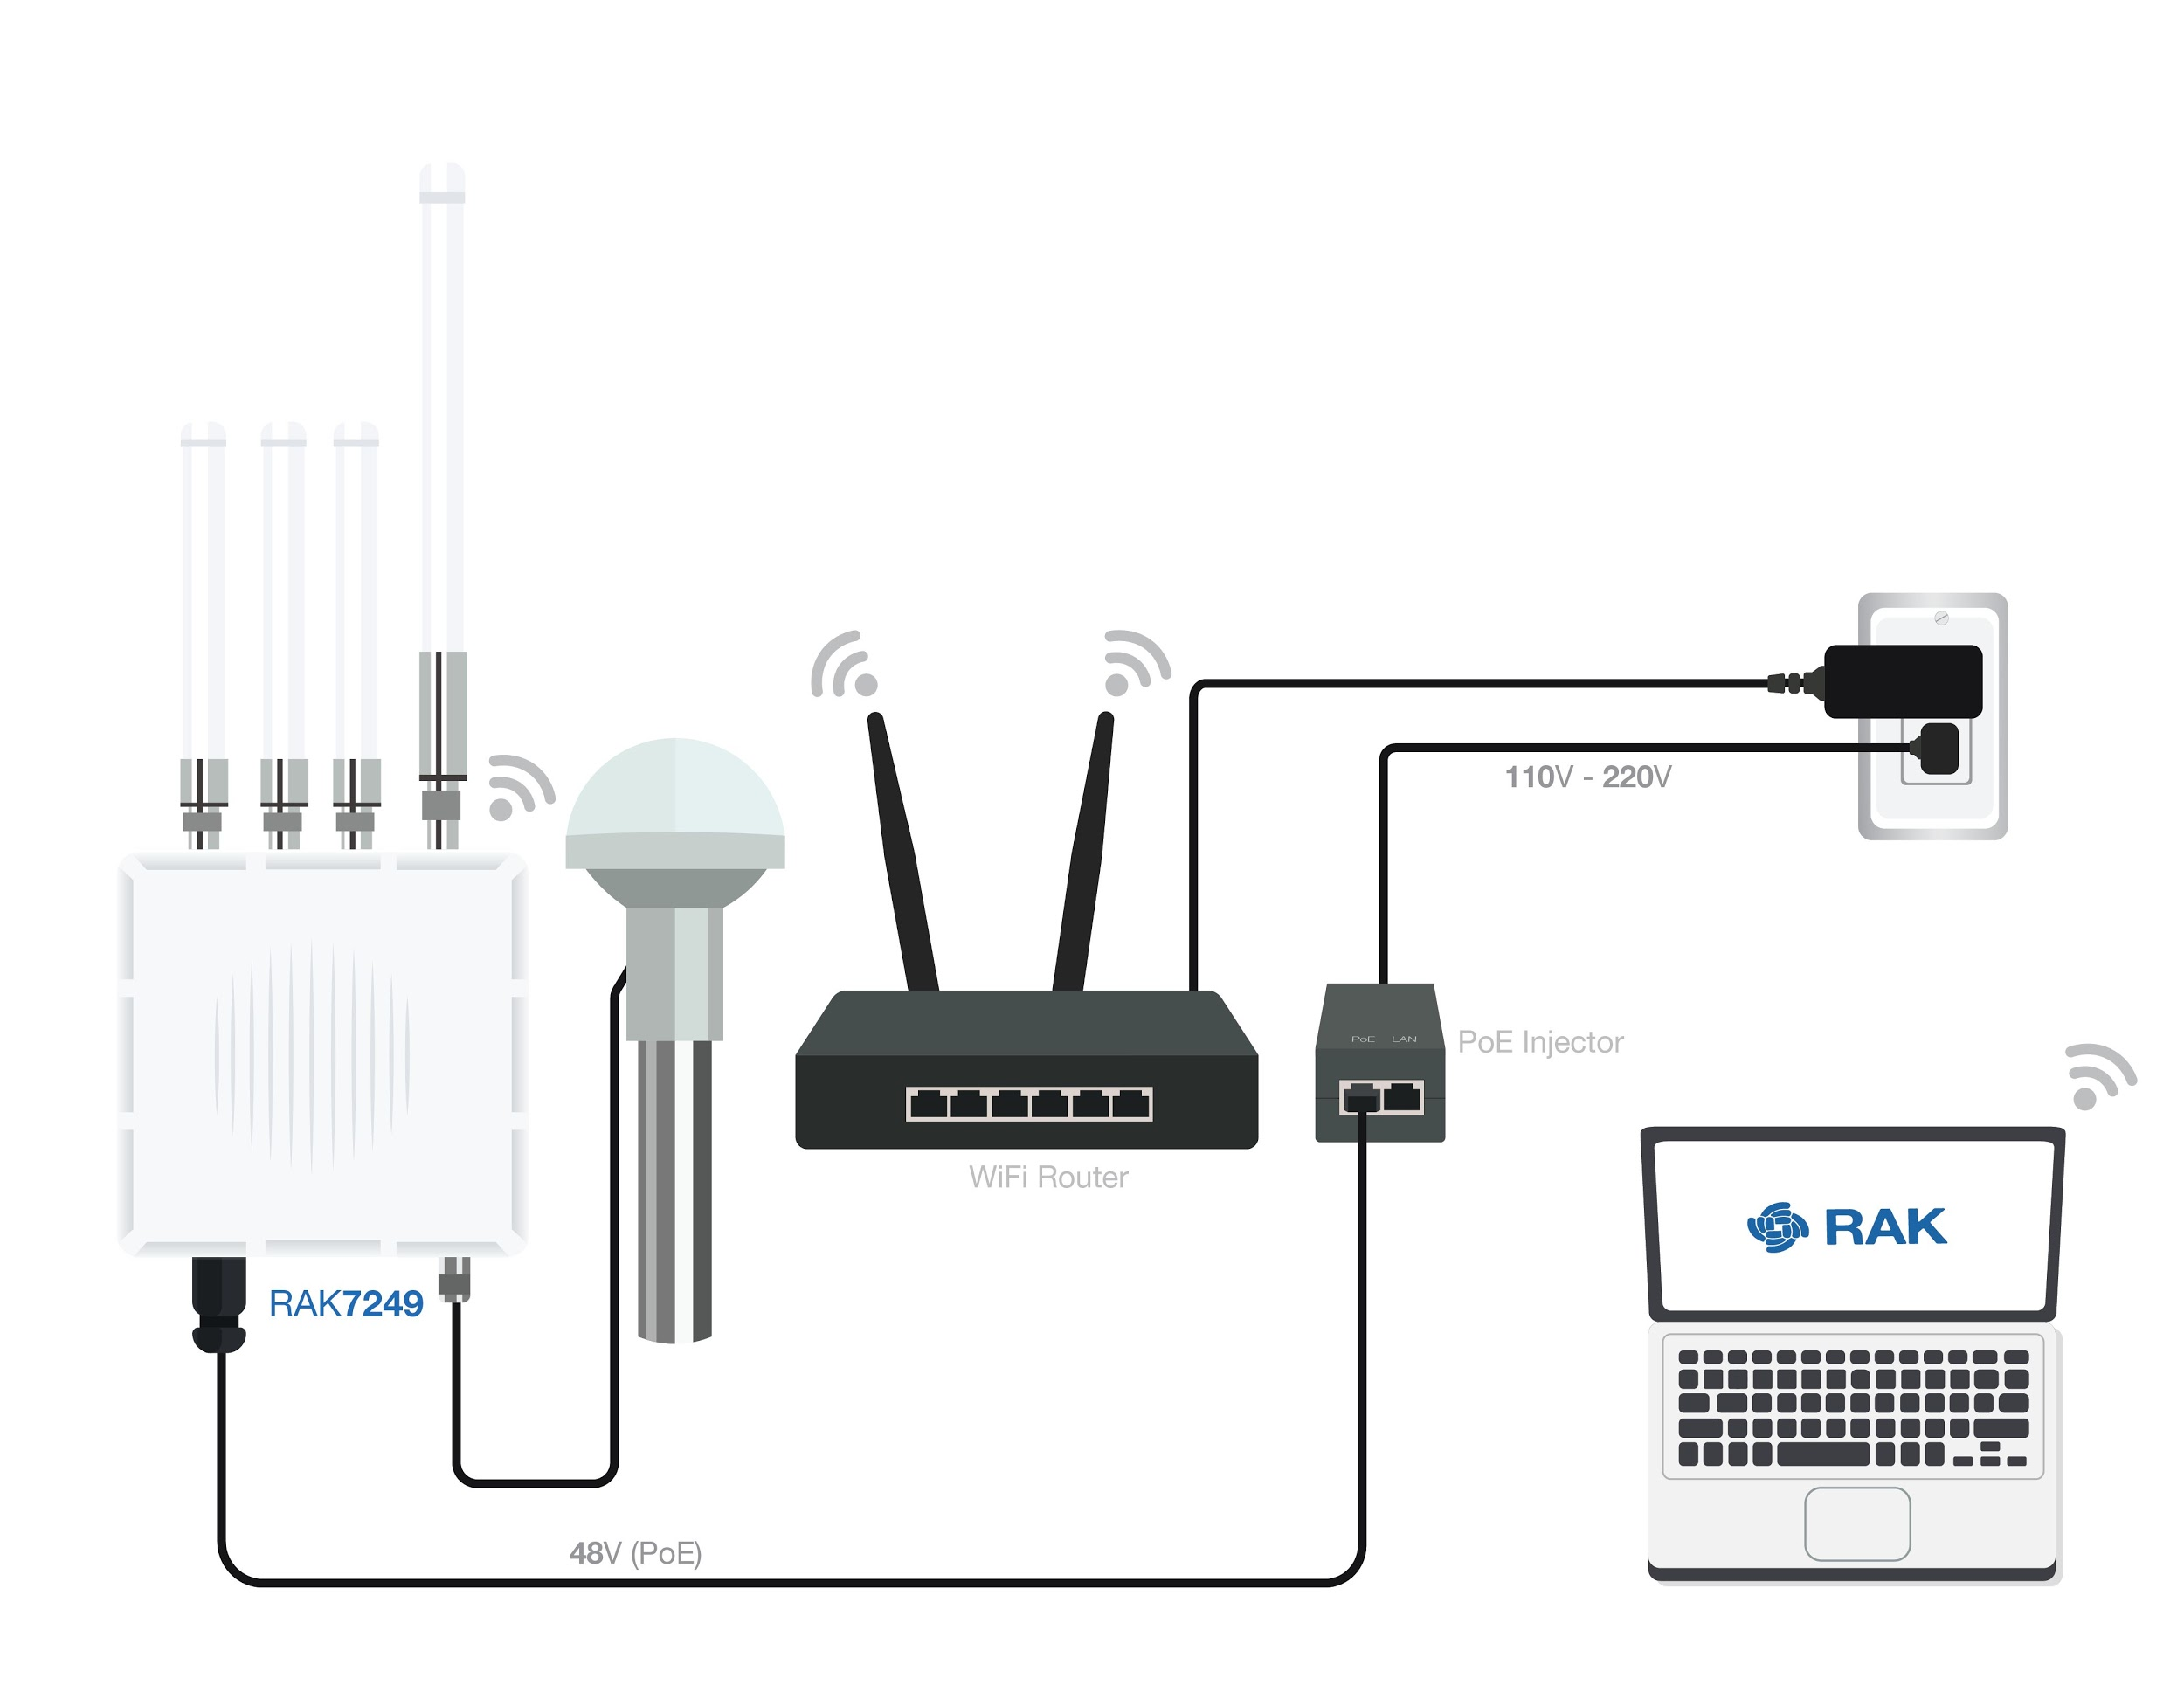 110V - 220V
PoE LAN
PoE Injector
WiFi Router
RAK
RAK7249
48V (PoE)